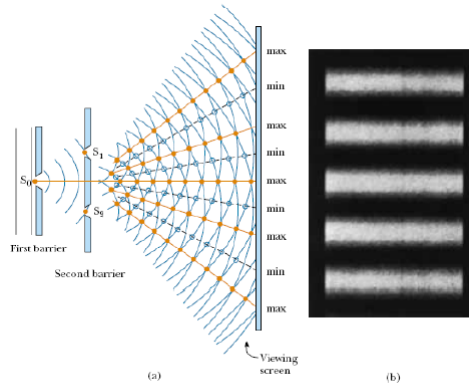 max
min
max
min
max
min
max
min
max
S0
S1
S2
First barrier
Second barrier
Viewing
screen
(a)
(b)